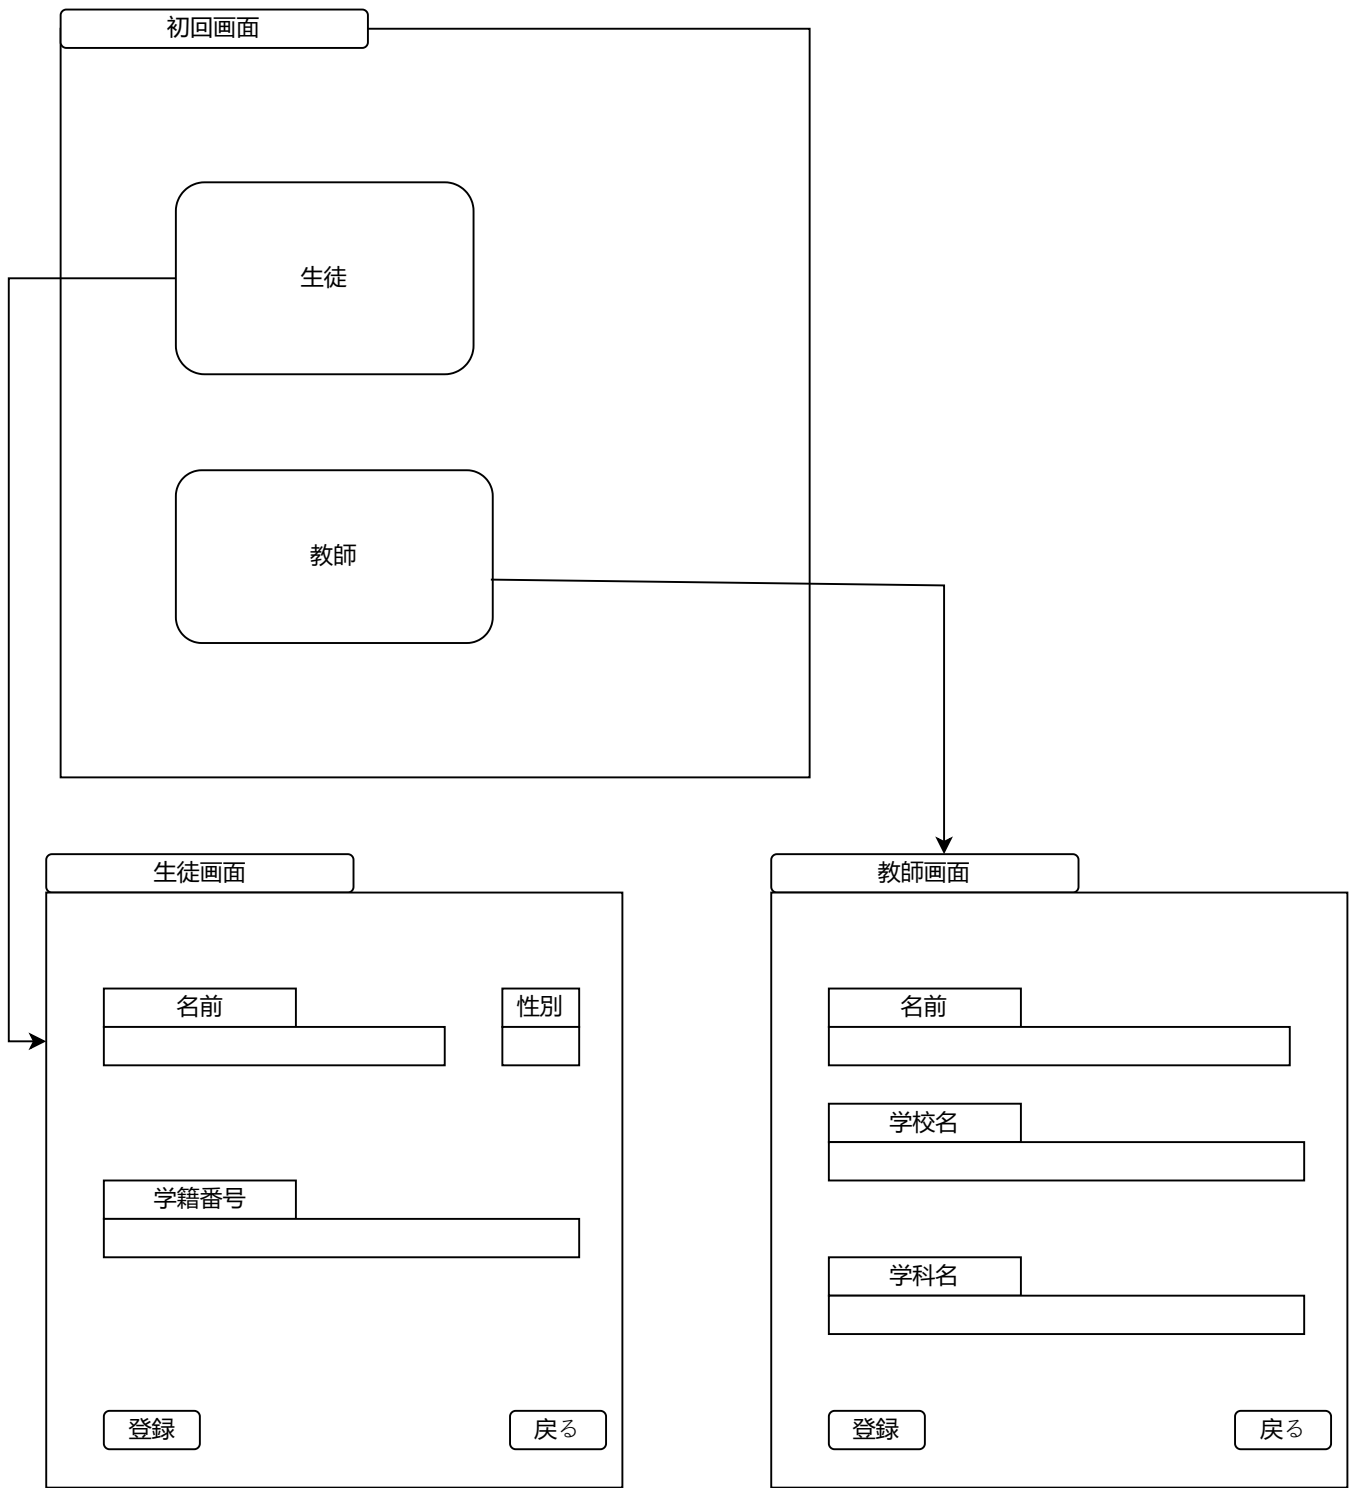 初回画面
生徒
教師
生徒画面
名前
性別
学籍番号
登録
戻る
教師画面
名前
学校名
学科名
登録
戻る